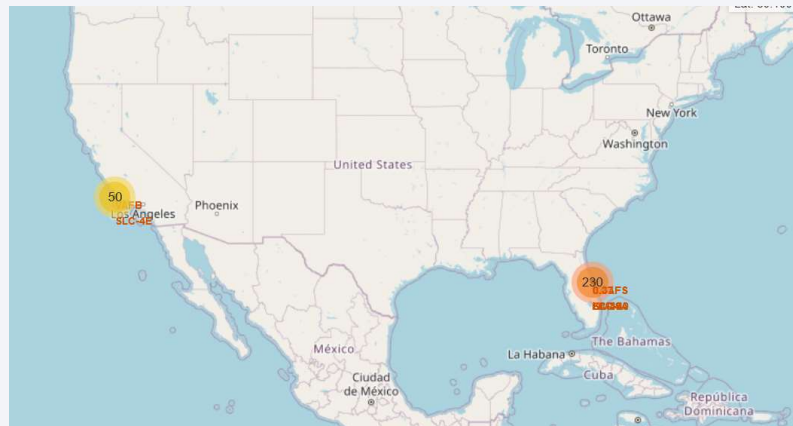 Ottawa
Toronto
New York
Washington
United States
50
Phoenix
Los Angeles
SLC-4E
230
México
La Habana
The Bahamas
Cuba
Ciudad
de México
República
Dominicana